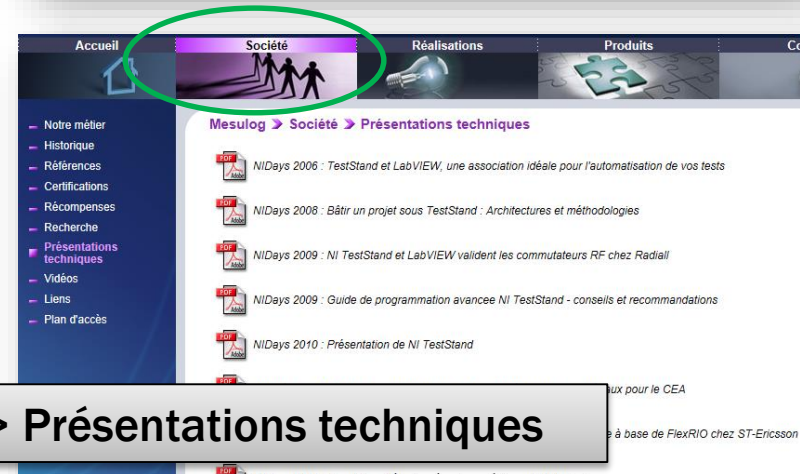 Accueil
Société
Réalisations
Produits
Notre métier
Historique
Références
Certifications
Récompenses
Recherche
Présentations
techniques
Vidéos
Liens
Plan d'accès
Mesulog > Société > Présentations techniques
NIDays 2006 : TestStand et LabVIEW, une association idéale pour l'automatisation de vos tests
NIDays 2008 : Bâtir un projet sous TestStand : Architectures et méthodologies
NIDays 2009 : NI TestStand et LabVIEW valident les commutateurs RF chez Radiall
NIDays 2009 : Guide de programmation avancee NI TestStand - conseils et recommandations
NIDays 2010 : Présentation de NI TestStand
pour le CEA
à base de FlexRIO chez ST-Ericsson
> Présentations techniques